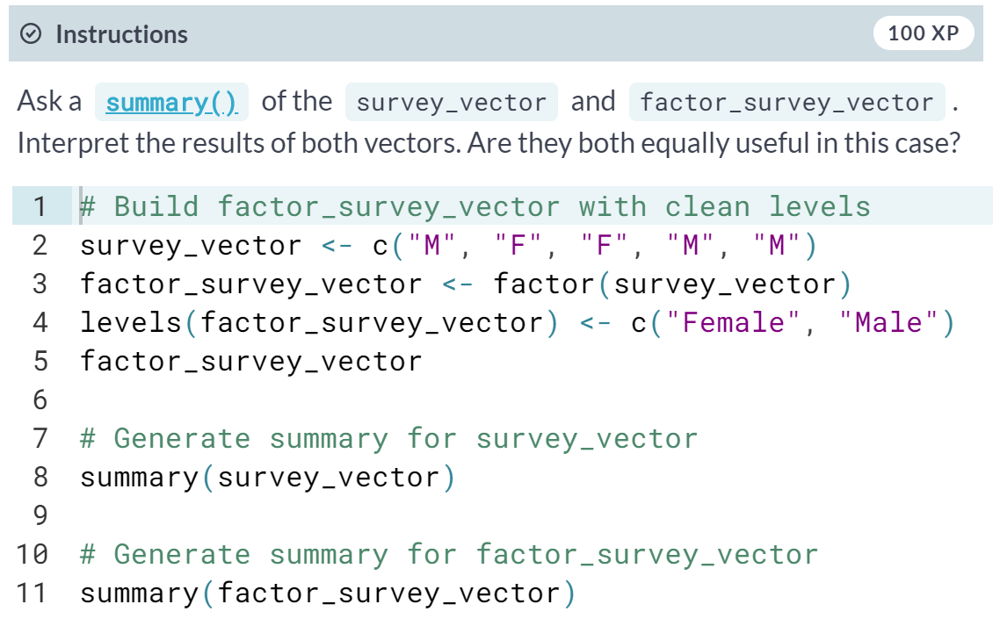 Instructions
100 XP
Ask a summary() of the survey_vector and factor_survey_vector .
Interpret the results of both vectors. Are they both equally useful in this case?
1 # Build factor_survey_vector with clean levels
2 survey_vector <- c("M", "F", "F", "M", "M")
3 factor_survey_vector <- factor(survey_vector)
4 levels(factor_survey_vector) <- c("Female", "Male")
5 factor_survey_vector
6
7 # Generate summary for survey_vector
8 summary(survey_vector)
9
10 # Generate summary for factor_survey_vector
11 summary(factor_survey_vector)